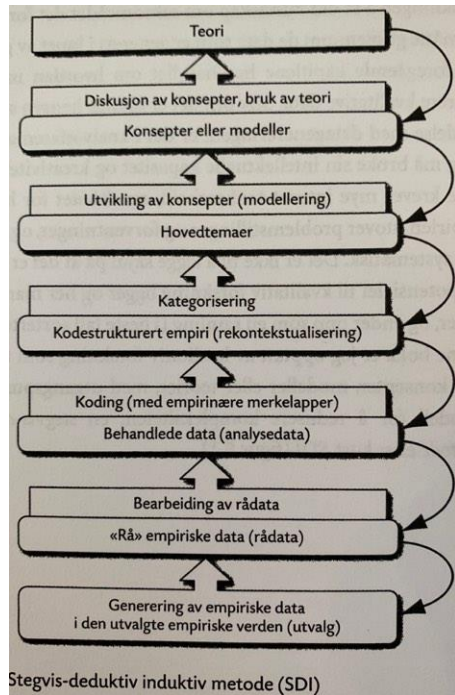 Teori
Diskusjon av konsepter, bruk av teori
Konsepter eller modeller
Utvikling av konsepter (modellering)
Hovedtemaer
Kategorisering
Kodestrukturert empiri (rekontekstualisering)
Koding (med empirinære merkelapper)
Behandlede data (analysedata)
Bearbeiding av rådata
«Rå» empiriske data (rådata)
Generering av empiriske data
i den utvalgte empiriske verden (utvalg)
Stegvis-deduktiv induktiv metode (SDI)